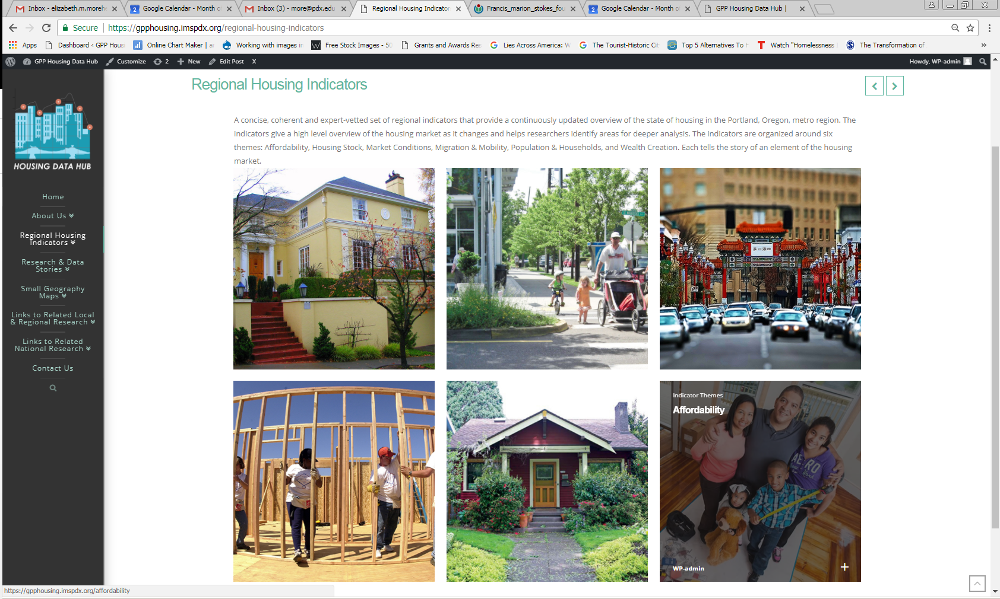 Inbox - elizabeth.m.moreh
Google Calendar - Month o
Inbox (3) - more@pdx.edu
Regional Housing Indicator
Francis_marion_stokes_fou
Google Calendar - Month o
GPP Housing Data Hub |
Secure
https://gpphousing.imspdx.org/regional-housing-indicators
Apps
Dashboard ‹ GPP Housi
Online Chart Maker | a
Working with images in
Free Stock Images - 50
Grants and Awards Res
Lies Across America: W
The Tourist-Historic Cit
Top 5 Alternatives To H
Watch "Homelessness
The Transformation of
»
GPP Housing Data Hub
Customize
2
New
Edit Post
X
Howdy, WP-admin
HOUSING DATA HUB
Home
About Us
Regional Housing
Indicators
Research & Data
Stories
Small Geography
Maps
Links to Related Local
& Regional Research
Links to Related
National Research
Contact Us
Regional Housing Indicators
A concise, coherent and expert-vetted set of regional indicators that provide a continuously updated overview of the state of housing in the Portland, Oregon, metro region. The
indicators give a high level overview of the housing market as it changes and helps researchers identify areas for deeper analysis. The indicators are organized around six
themes: Affordability, Housing Stock, Market Conditions, Migration & Mobility, Population & Households, and Wealth Creation. Each tells the story of an element of the housing
market.
Indicator Themes
Affordability
AERO
WP-admin
https://gpphousing.imspdx.org/affordability